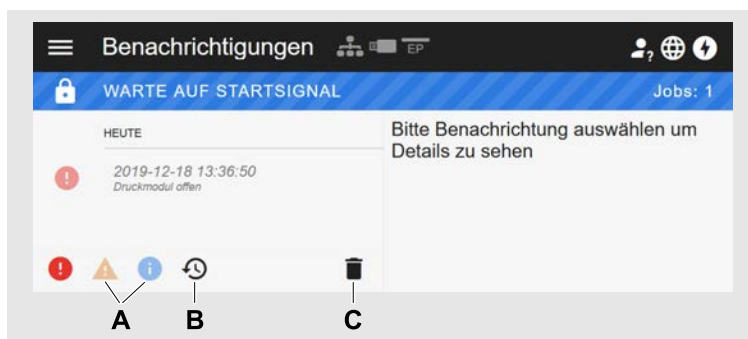 Benachrichtigungen EP
WARTE AUF STARTSIGNAL Jobs: 1
HEUTE
2019-12-18 13:36:50
Druckmodul offen
Bitte Benachrichtung auswählen um
Details zu sehen
A B C